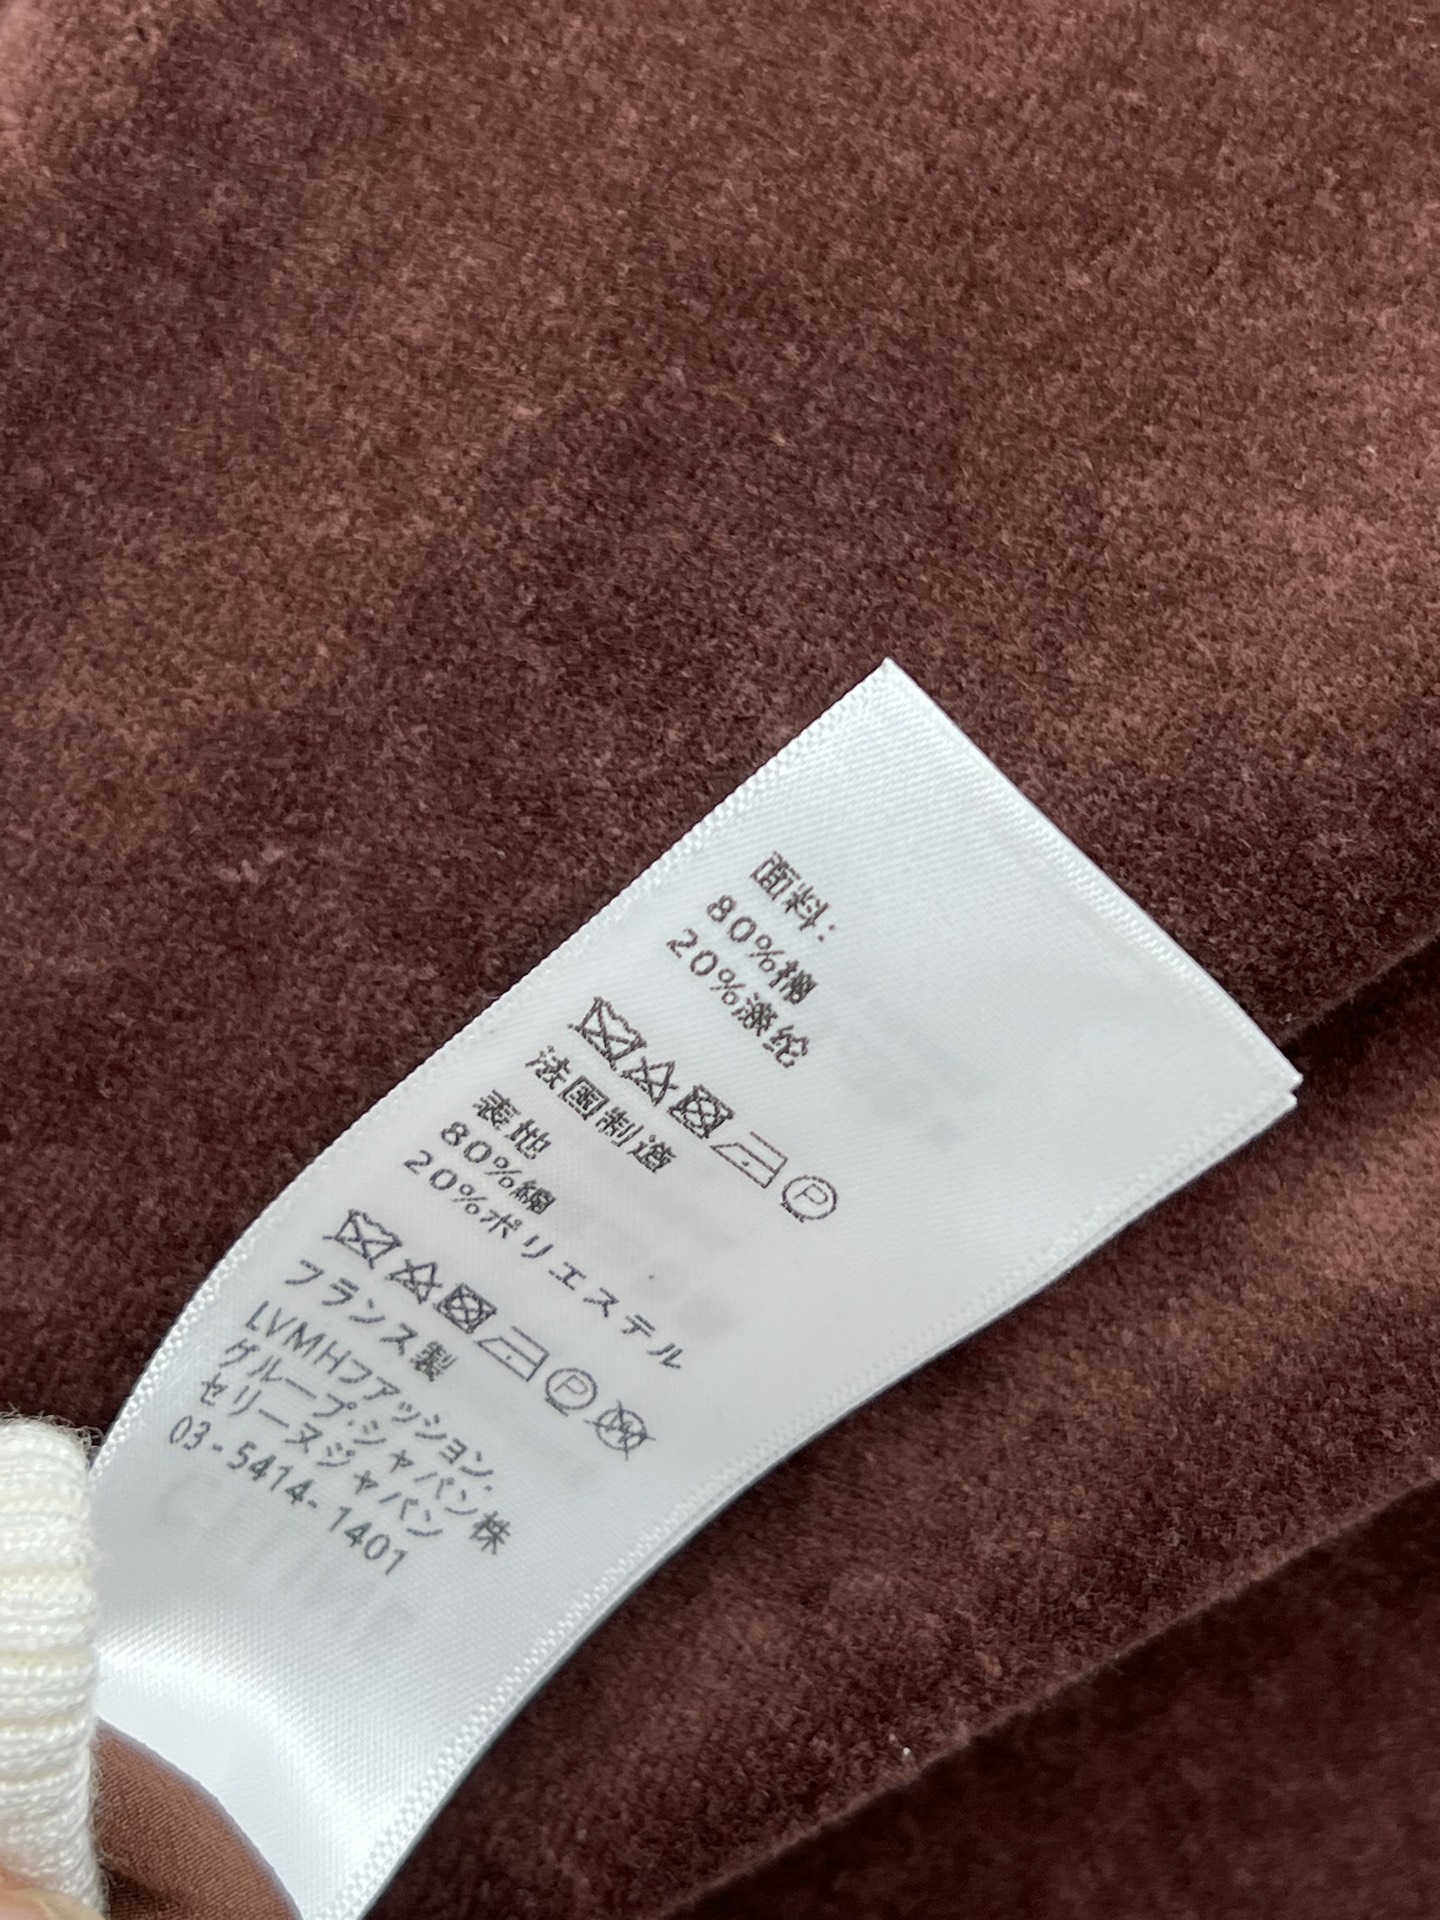 面料:
80%棉
20%涤纶
P
法国制造
表地
80%綿
20%ポリエステル
P
フランス製
LVMHファッション.
グループ.ジャパン株
セリーヌジャパン
03-5414-1401